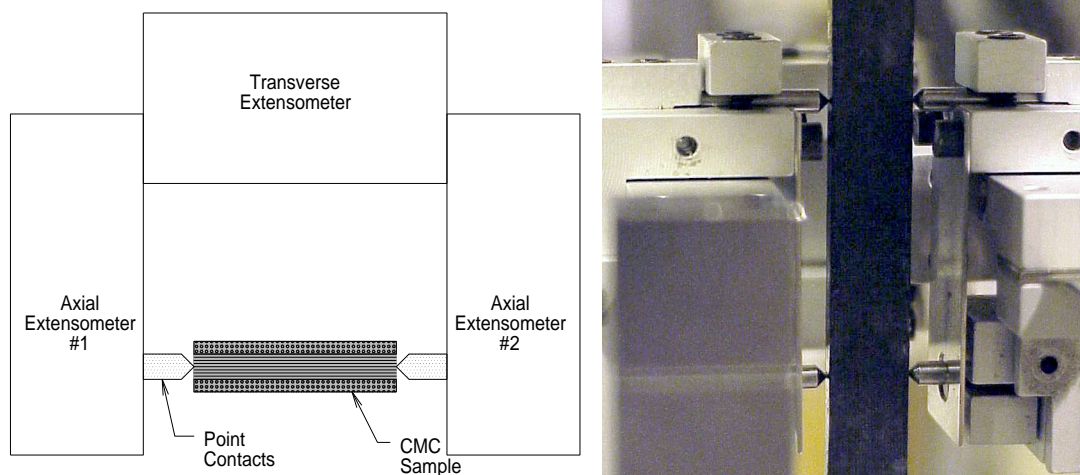 Transverse
Extensometer
Axial
Extensometer
#1
Axial
Extensometer
#2
Point
Contacts
CMC
Sample